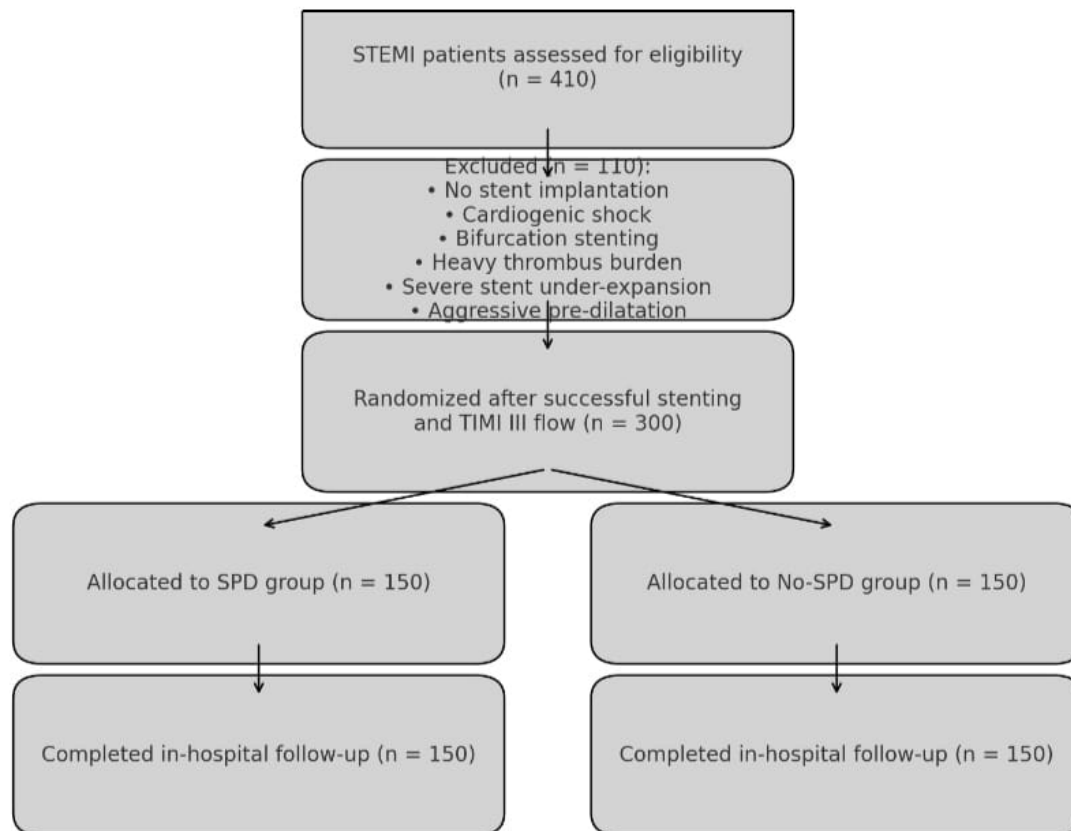 STEMI patients assessed for eligibility
(n = 410)
Excluded (n = 110):
• No stent implantation
• Cardiogenic shock
• Bifurcation stenting
• Heavy thrombus burden
• Severe stent under-expansion
• Aggressive pre-dilatation
Randomized after successful stenting
and TIMI III flow (n = 300)
Allocated to SPD group (n = 150)
Allocated to No-SPD group (n = 150)
Completed in-hospital follow-up (n = 150)
Completed in-hospital follow-up (n = 150)